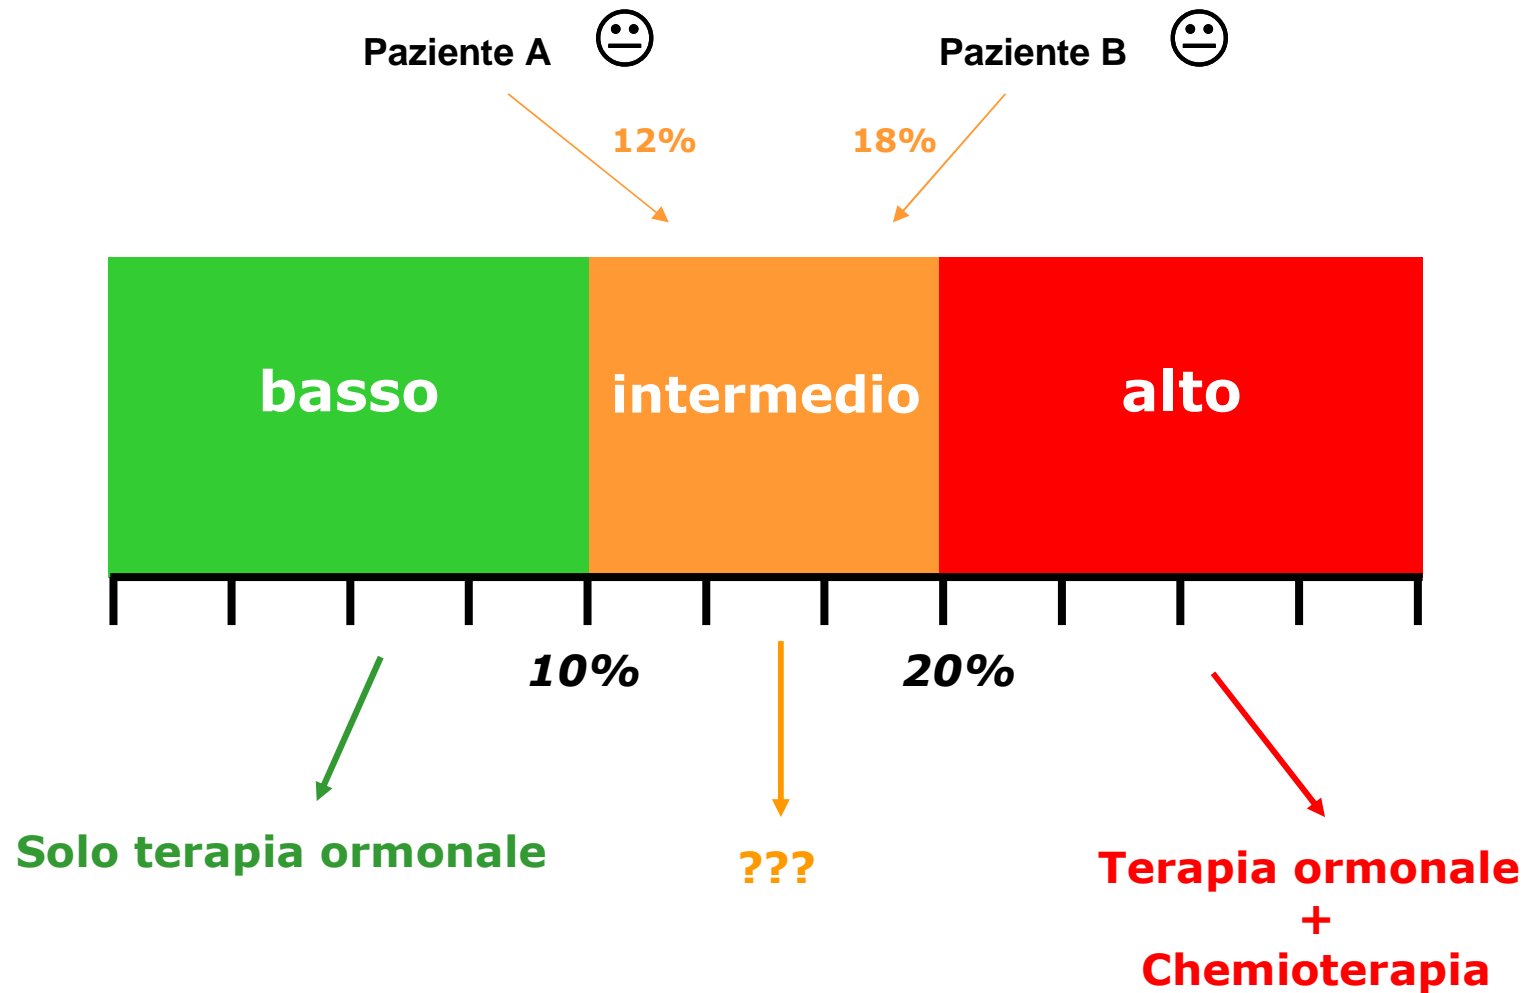 Paziente A
Paziente B
12%
18%
basso
intermedio
alto
10%
20%
Solo terapia ormonale
???
Terapia ormonale
+
Chemioterapia